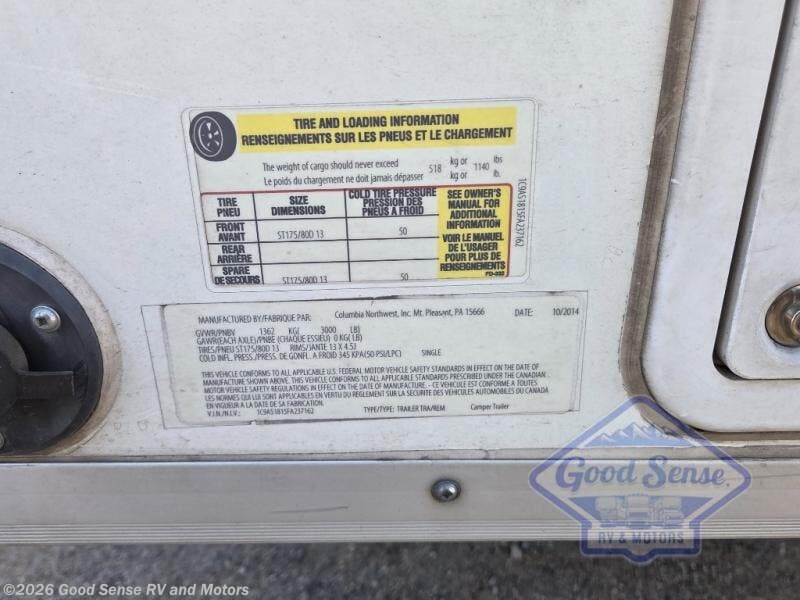 TIRE AND LOADING INFORMATION
RENSEIGNEMENTS SUR LES PNEUS ET LE CHARGEMENT
The weight of cargo should never exceed 518 kg or 1140 lbs
Le poids du chargement ne doit jamais dépasser kg or lb.
TIRE PNEU
SIZE DIMENSIONS
COLD TIRE PRESSURE PRESSION DES PNEUS A FROID
FRONT AVANT ST175/80D 13 50
REAR ARRIÈRE
SPARE DE SECOURS ST175/80D 13 50
SEE OWNER'S
MANUAL FOR
ADDITIONAL
INFORMATION
VOIR LE MANUEL
DE L'USAGER
POUR PLUS DE
RENSEIGNEMENTS
1C9AS1815FA237162
MANUFACTURED BY/FABRIQUE PAR: Columbia Northwest, Inc. Mt. Pleasant, PA 15666 DATE: 10/2014
GVWR/PNBV 1362 KG( 3000 LB)
GAWR(EACH AXLE)/PNBE (CHAQUE ESSIEU) 0 KG( LB)
TIRES/PNEU ST175/80D 13 RIMS/JANTE 13 X 4.5J
COLD INFL. PRESS./PRESS. DE GONFL. A FROID 345 KPA(50 PSI/LPC) SINGLE
THIS VEHICLE CONFORMS TO ALL APPLICABLE U.S. FEDERAL MOTOR VEHICLE SAFETY STANDARDS IN EFFECT ON THE DATE OF
MANUFACTURE SHOWN ABOVE. THIS VEHICLE CONFORMS TO ALL APPLICABLE STANDARDS PRESCRIBED UNDER THE CANADIAN
MOTOR VEHICLE SAFETY REGULATIONS IN EFFECT ON THE DATE OF MANUFACTURE. - CE VEHICULE EST CONFORME A TOUTES
LES NORMES QUI LUI SONT APPLICABLES EN VERTU DU REGLEMENT SUR LA SECURITE DES VEHICULES AUTOMOBILES DU CANADA
EN VIGUEUR A LA DATE DE SA FABRICATION.
V.I.N./N.I.V.: 1C9AS1815FA237162 TYPE/TYPE: TRAILER TRA/REM Camper Trailer
Good Sense
RV & MOTORS
©2026 Good Sense RV and Motors